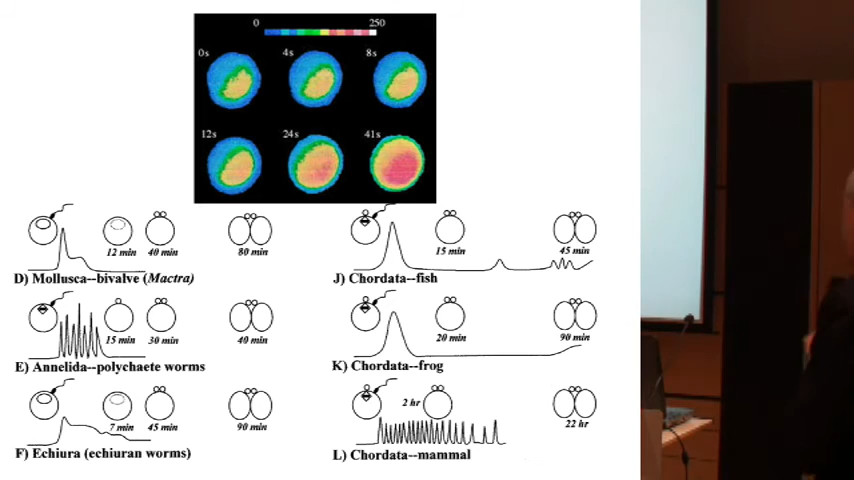 0 250
0s 4s 8s
12s 24s 41s
12 min 40 min 80 min
D) Mollusca--bivalve (Mactra)
15 min 30 min 40 min
E) Annelida--polychaete worms
7 min 45 min 90 min
F) Echiura (echiuran worms)
15 min 45 min
J) Chordata--fish
20 min 90 min
K) Chordata--frog
2 hr 22 hr
L) Chordata--mammal